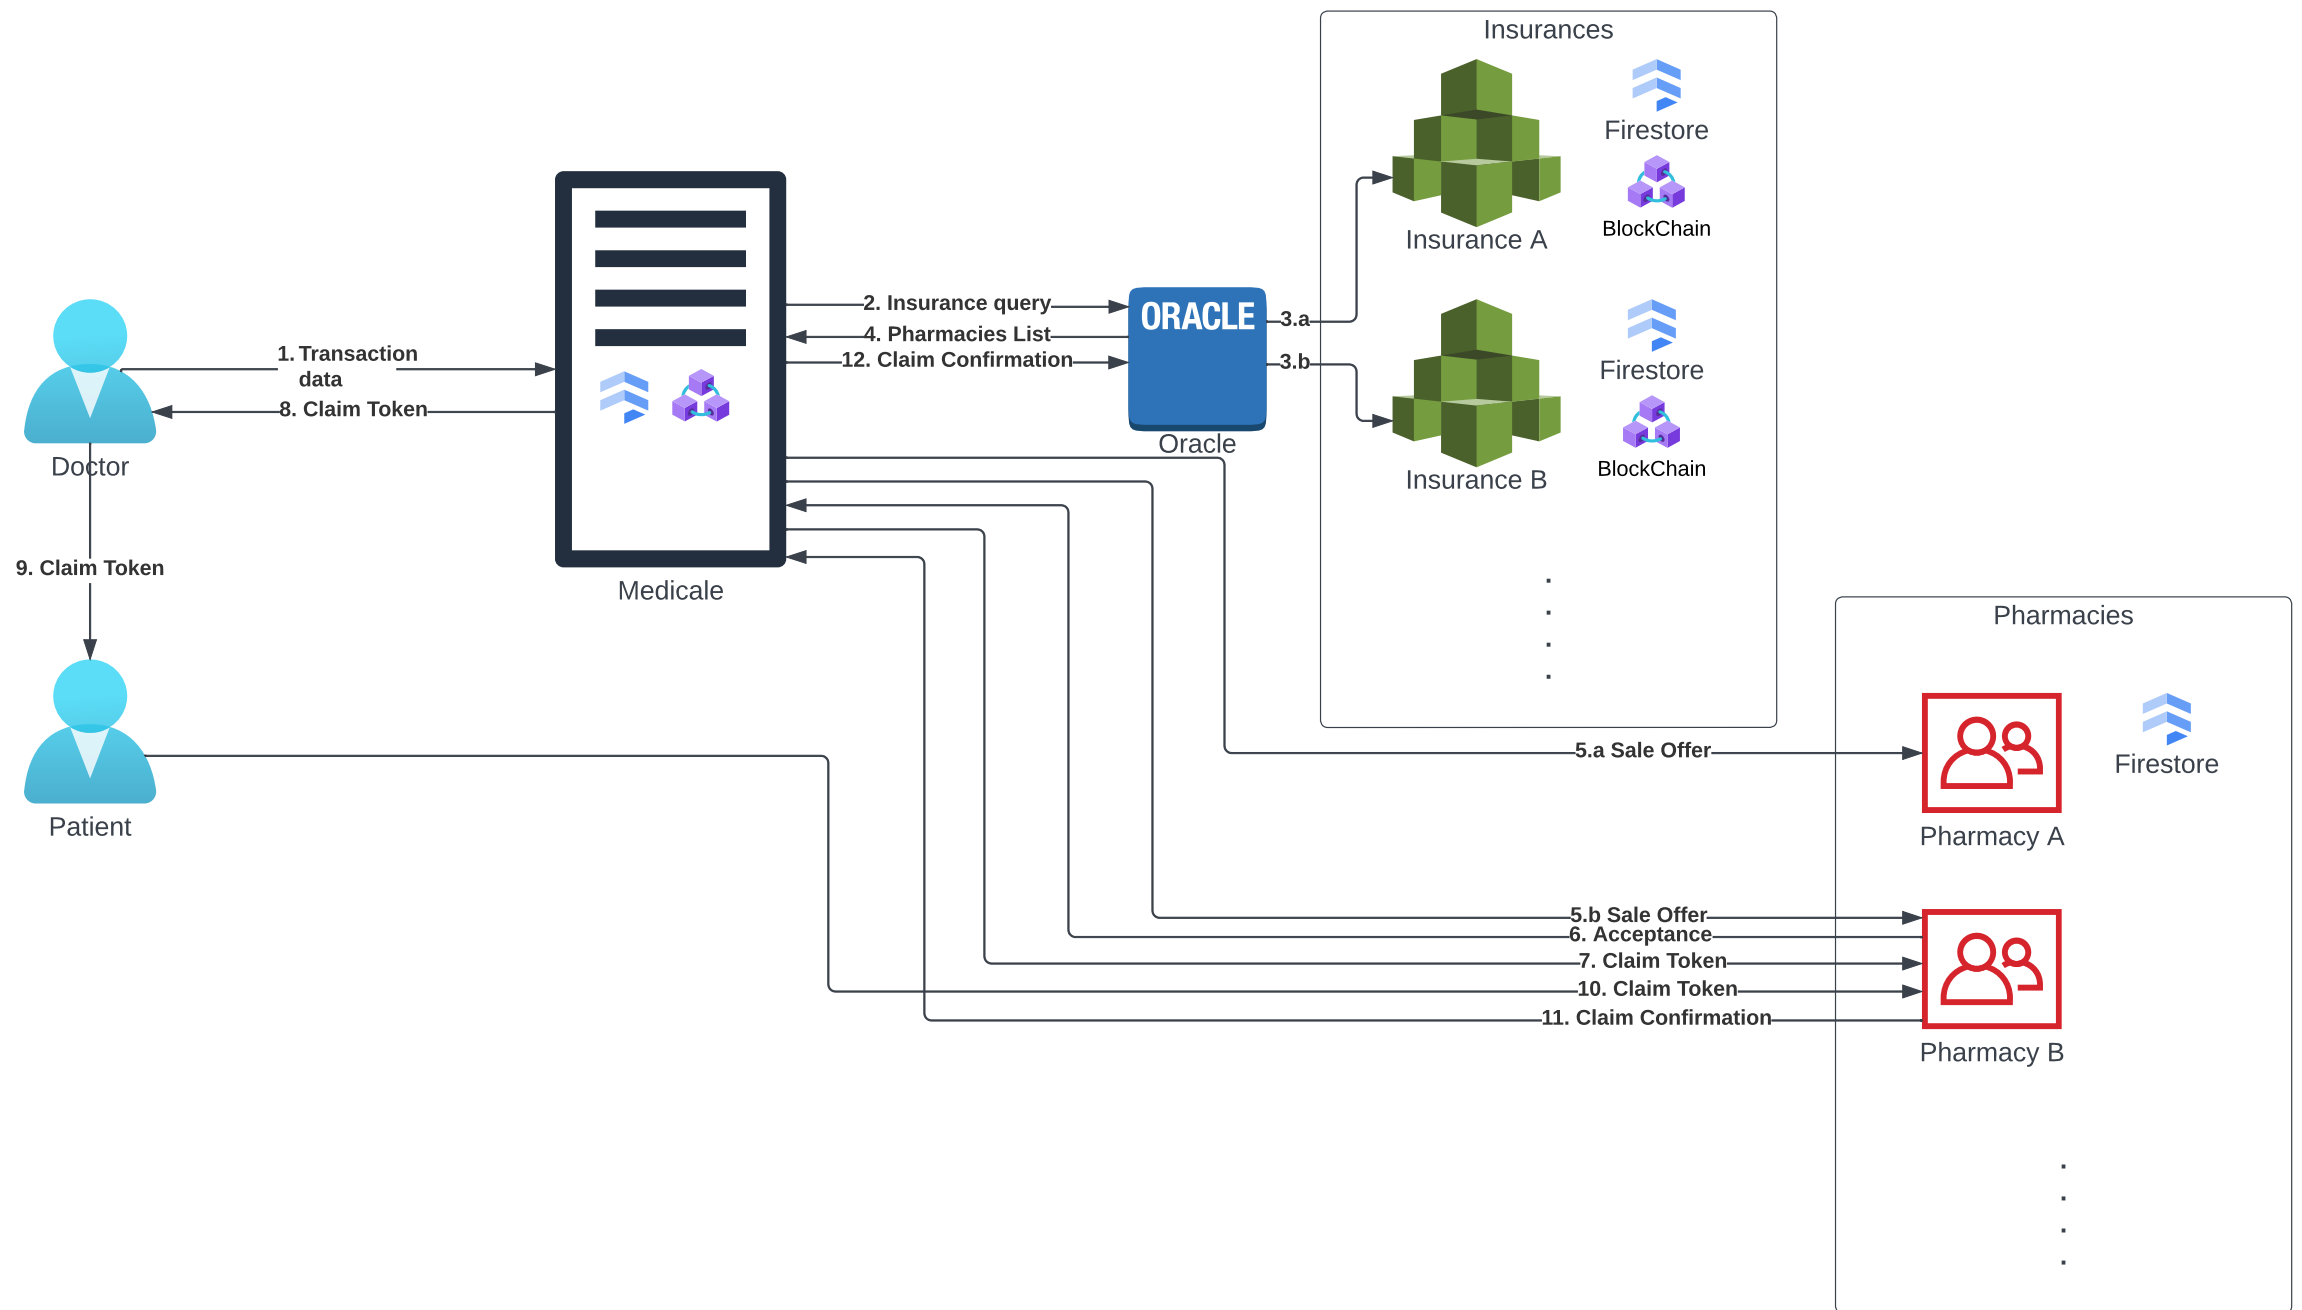 Insurances
Firestore
BlockChain
Insurance A
2. Insurance query
ORACLE
3.a
4. Pharmacies List
12. Claim Confirmation
3.b
Firestore
1. Transaction
data
8. Claim Token
Oracle
BlockChain
Insurance B
Doctor
9. Claim Token
Medicale
.
.
.
.
Pharmacies
5.a Sale Offer
Firestore
Patient
Pharmacy A
5.b Sale Offer
6. Acceptance
7. Claim Token
10. Claim Token
11. Claim Confirmation
Pharmacy B
.
.
.
.